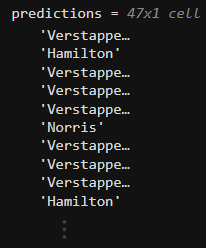 predictions = 47x1 cell
'Verstappe…
'Hamilton'
'Verstappe…
'Verstappe…
'Verstappe…
'Norris'
'Verstappe…
'Verstappe…
'Verstappe…
'Hamilton'
⋮